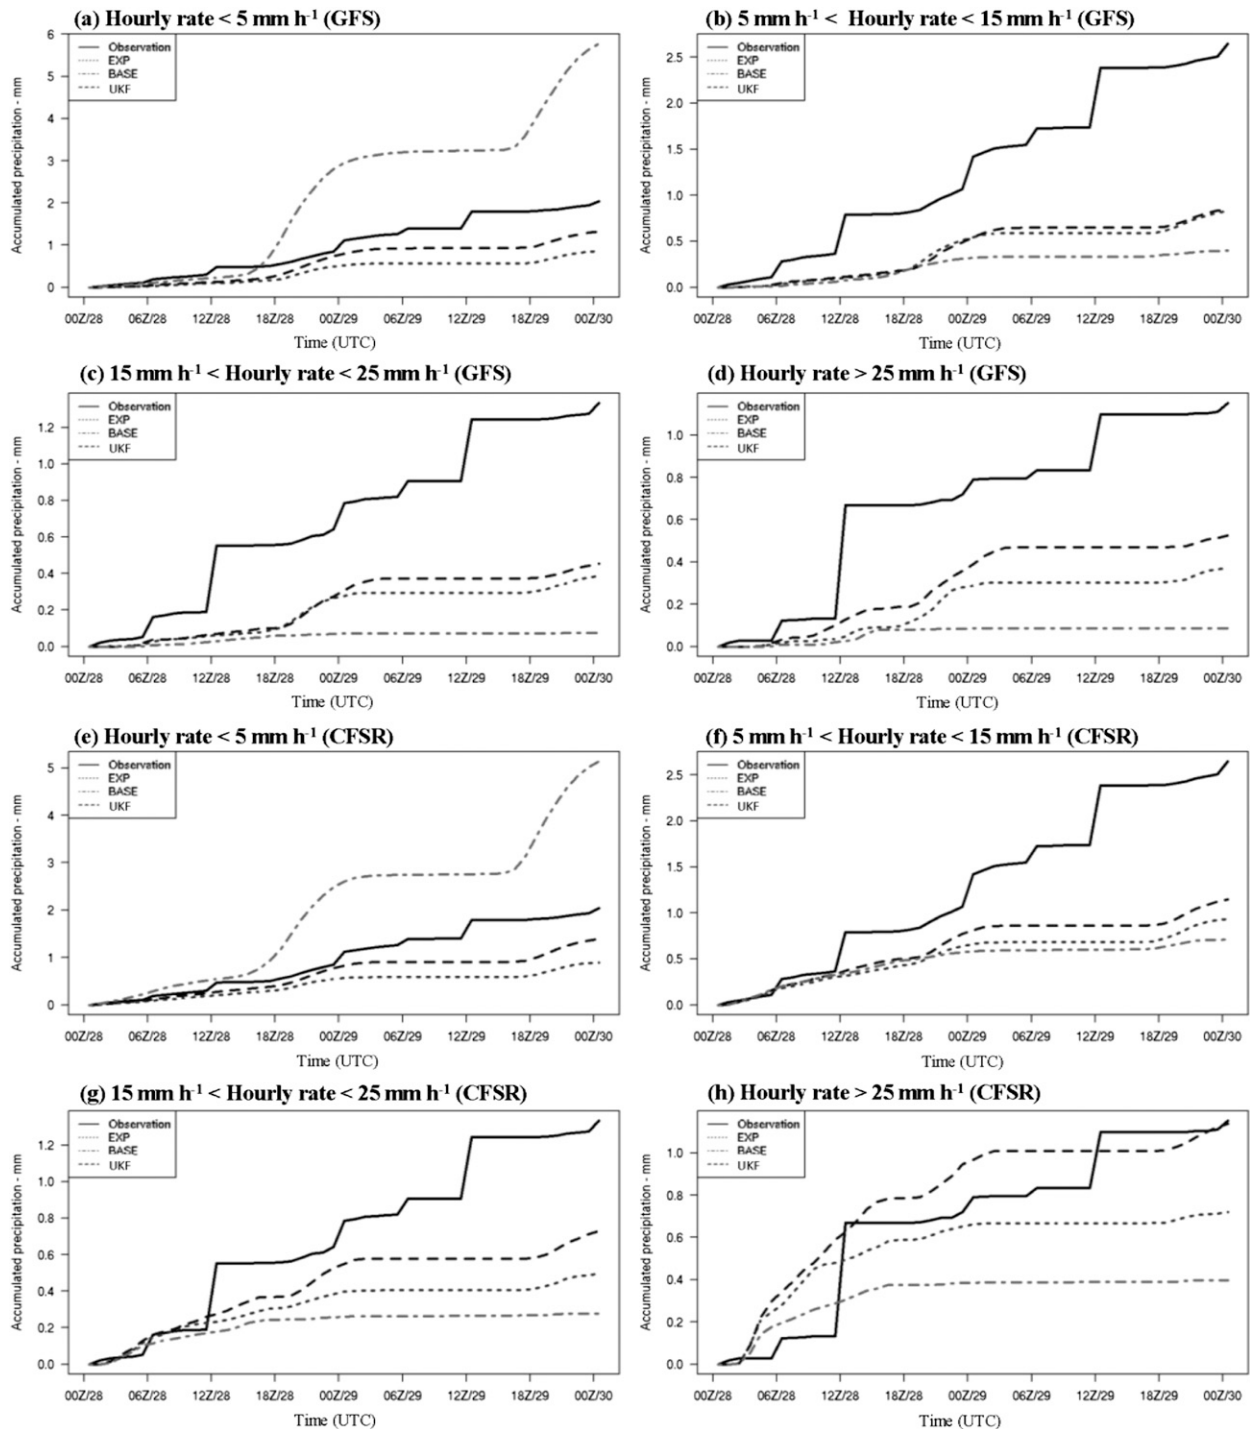 (a) Hourly rate < 5 mm h-1 (GFS)
Accumulated precipitation - mm
6
5
4
3
2
1
0
Observation
EXP
BASE
UKF
00Z/28 06Z/28 12Z/28 18Z/28 00Z/29 06Z/29 12Z/29 18Z/29 00Z/30
Time (UTC)
(b) 5 mm h-1 < Hourly rate < 15 mm h-1 (GFS)
Accumulated precipitation - mm
2.5
2.0
1.5
1.0
0.5
0.0
Observation
EXP
BASE
UKF
00Z/28 06Z/28 12Z/28 18Z/28 00Z/29 06Z/29 12Z/29 18Z/29 00Z/30
Time (UTC)
(c) 15 mm h-1 < Hourly rate < 25 mm h-1 (GFS)
Accumulated precipitation - mm
1.2
1.0
0.8
0.6
0.4
0.2
0.0
Observation
EXP
BASE
UKF
00Z/28 06Z/28 12Z/28 18Z/28 00Z/29 06Z/29 12Z/29 18Z/29 00Z/30
Time (UTC)
(d) Hourly rate > 25 mm h-1 (GFS)
Accumulated precipitation - mm
1.0
0.8
0.6
0.4
0.2
0.0
Observation
EXP
BASE
UKF
00Z/28 06Z/28 12Z/28 18Z/28 00Z/29 06Z/29 12Z/29 18Z/29 00Z/30
Time (UTC)
(e) Hourly rate < 5 mm h-1 (CFSR)
Accumulated precipitation - mm
5
4
3
2
1
0
Observation
EXP
BASE
UKF
00Z/28 06Z/28 12Z/28 18Z/28 00Z/29 06Z/29 12Z/29 18Z/29 00Z/30
Time (UTC)
(f) 5 mm h-1 < Hourly rate < 15 mm h-1 (CFSR)
Accumulated precipitation - mm
2.5
2.0
1.5
1.0
0.5
0.0
Observation
EXP
BASE
UKF
00Z/28 06Z/28 12Z/28 18Z/28 00Z/29 06Z/29 12Z/29 18Z/29 00Z/30
Time (UTC)
(g) 15 mm h-1 < Hourly rate < 25 mm h-1 (CFSR)
Accumulated precipitation - mm
1.2
1.0
0.8
0.6
0.4
0.2
0.0
Observation
EXP
BASE
UKF
00Z/28 06Z/28 12Z/28 18Z/28 00Z/29 06Z/29 12Z/29 18Z/29 00Z/30
Time (UTC)
(h) Hourly rate > 25 mm h-1 (CFSR)
Accumulated precipitation - mm
1.0
0.8
0.6
0.4
0.2
0.0
Observation
EXP
BASE
UKF
00Z/28 06Z/28 12Z/28 18Z/28 00Z/29 06Z/29 12Z/29 18Z/29 00Z/30
Time (UTC)